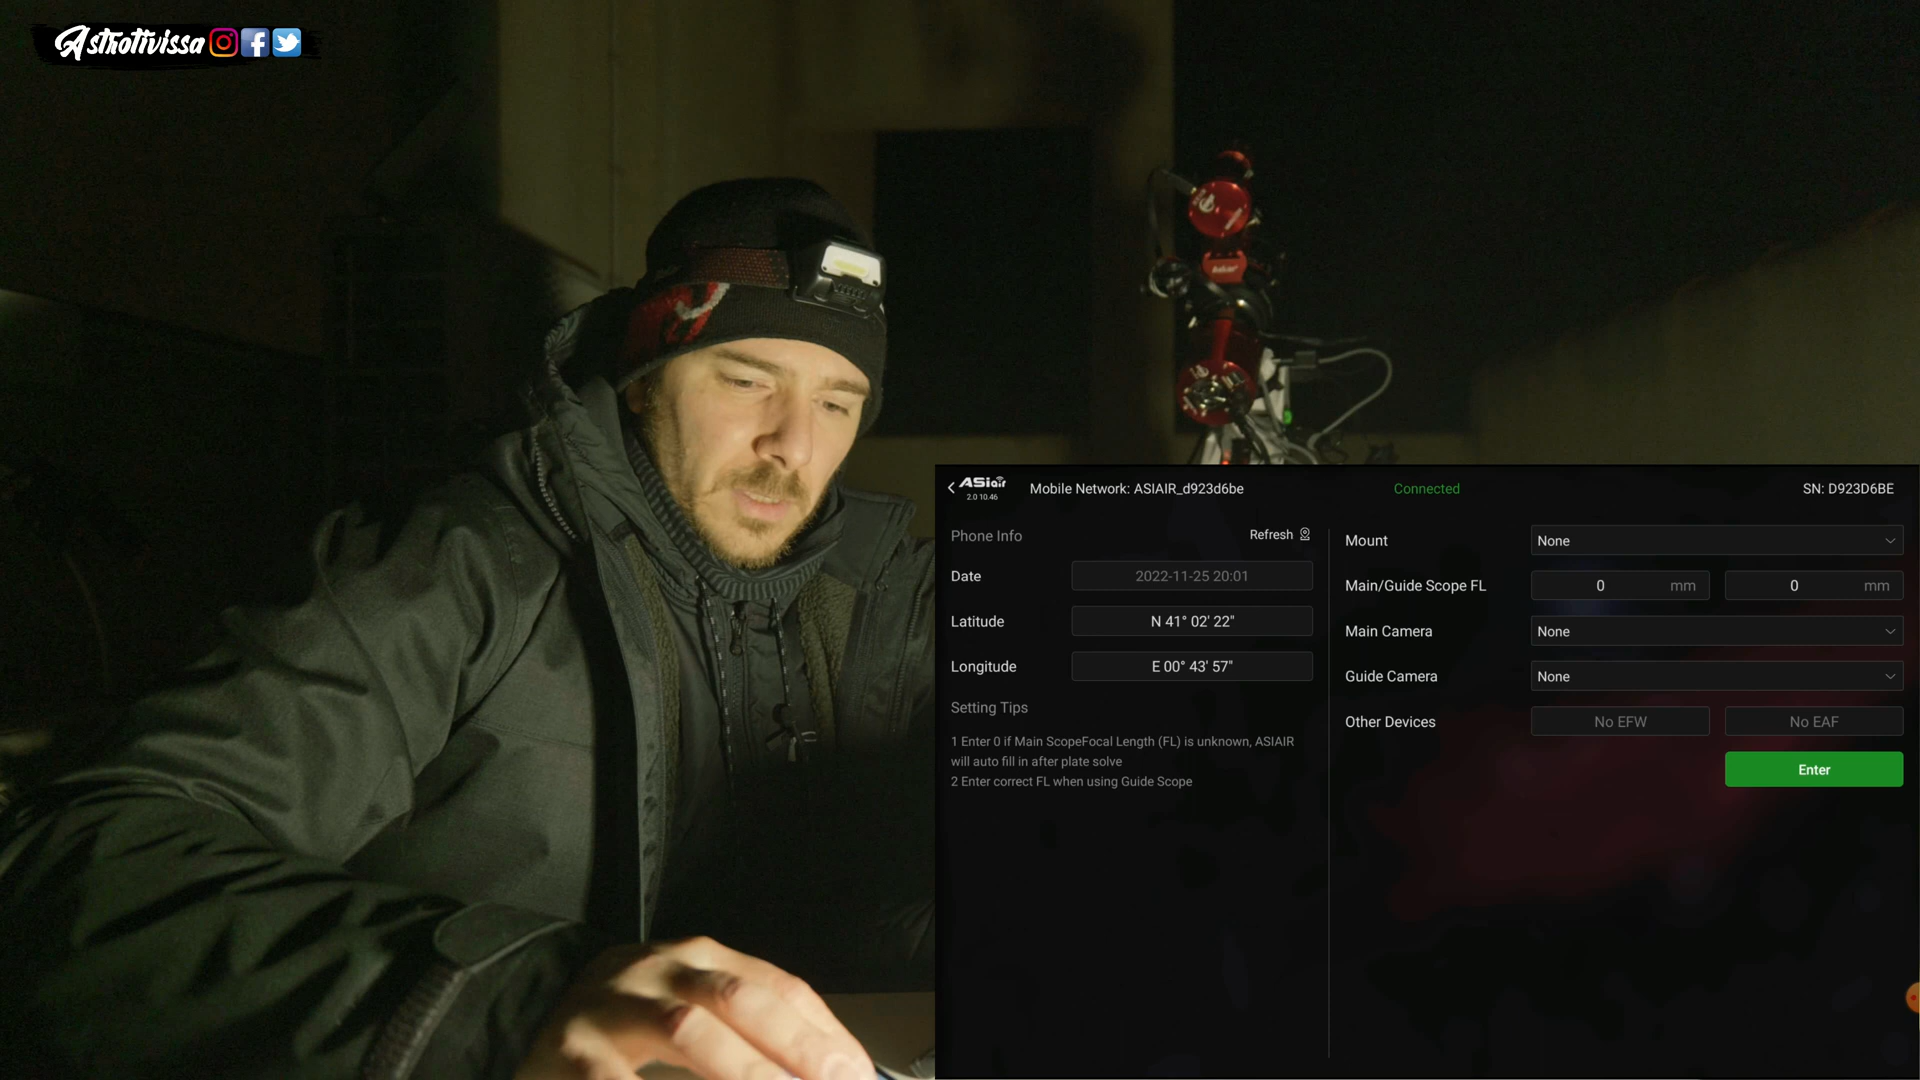 Astrottivissa
ASIair
2.0 10.46
Mobile Network: ASIAIR_d923d6be
Connected
SN: D923D6BE
Phone Info
Refresh
Date
2022-11-25 20:01
Latitude
N 41° 02' 22"
Longitude
E 00° 43' 57"
Setting Tips
1 Enter 0 if Main ScopeFocal Length (FL) is unknown, ASIAIR
will auto fill in after plate solve
2 Enter correct FL when using Guide Scope
Mount
None
Main/Guide Scope FL
0 mm
0 mm
Main Camera
None
Guide Camera
None
Other Devices
No EFW
No EAF
Enter